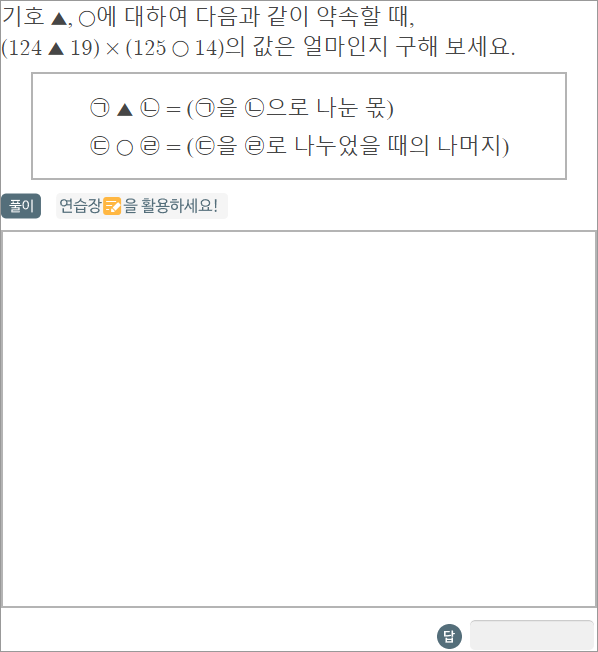 기호 ▲, ○에 대하여 다음과 같이 약속할 때,
(124 ▲ 19) × (125 ○ 14)의 값은 얼마인지 구해 보세요.
㉠ ▲ ㉡ = (㉠을 ㉡으로 나눈 몫)
㉢ ○ ㉣ = (㉢을 ㉣로 나누었을 때의 나머지)
풀이 연습장을 활용하세요!
답